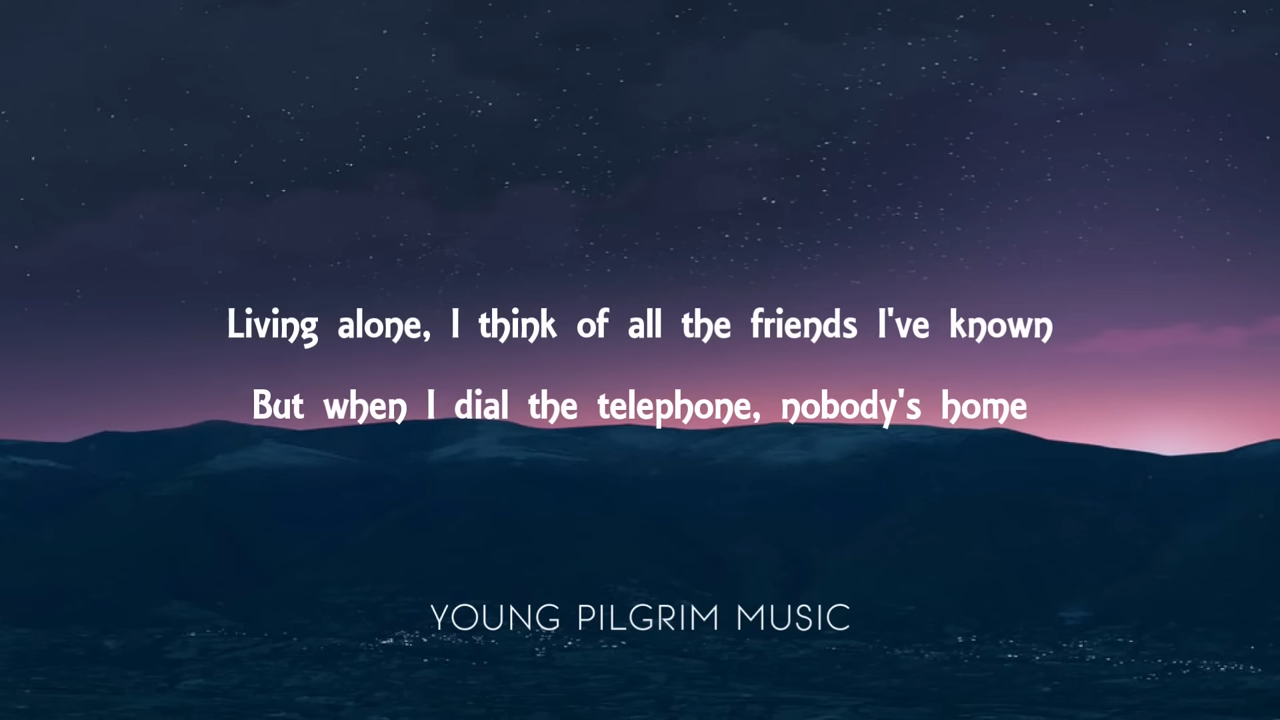 Living alone, I think of all the friends I've known
But when I dial the telephone, nobody's home
YOUNG PILGRIM MUSIC